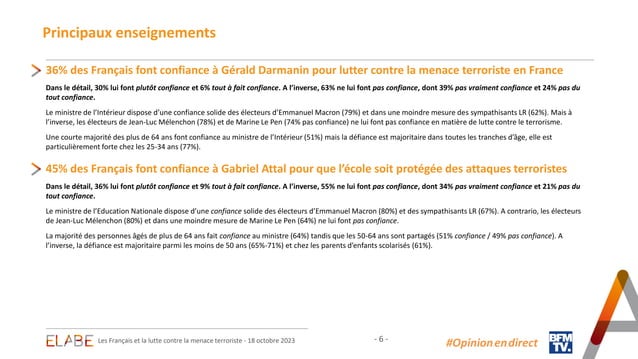 Principaux enseignements
36% des Français font confiance à Gérald Darmanin pour lutter contre la menace terroriste en France
Dans le détail, 30% lui font plutôt confiance et 6% tout à fait confiance. A l'inverse, 63% ne lui font pas confiance, dont 39% pas vraiment confiance et 24% pas du
tout confiance.
Le ministre de l'Intérieur dispose d'une confiance solide des électeurs d'Emmanuel Macron (79%) et dans une moindre mesure des sympathisants LR (62%). Mais à
l'inverse, les électeurs de Jean-Luc Mélenchon (78%) et de Marine Le Pen (74% pas confiance) ne lui font pas confiance en matière de lutte contre le terrorisme.
Une courte majorité des plus de 64 ans font confiance au ministre de l'Intérieur (51%) mais la défiance est majoritaire dans toutes les tranches d'âge, elle est
particulièrement forte chez les 25-34 ans (77%).
45% des Français font confiance à Gabriel Attal pour que l'école soit protégée des attaques terroristes
Dans le détail, 36% lui font plutôt confiance et 9% tout à fait confiance. A l'inverse, 55% ne lui font pas confiance, dont 34% pas vraiment confiance et 21% pas du
tout confiance.
Le ministre de l'Education Nationale dispose d'une confiance solide des électeurs d'Emmanuel Macron (80%) et des sympathisants LR (67%). A contrario, les électeurs
de Jean-Luc Mélenchon (80%) et dans une moindre mesure de Marine Le Pen (64%) ne lui font pas confiance.
La majorité des personnes âgés de plus de 64 ans fait confiance au ministre (64%) tandis que les 50-64 ans sont partagés (51% confiance / 49% pas confiance). A
l'inverse, la défiance est majoritaire parmi les moins de 50 ans (65%-71%) et chez les parents d'enfants scolarisés (61%).
ELABE
Les Français et la lutte contre la menace terroriste - 18 octobre 2023
- 6 -
#Opinion en direct
BFM
TV.